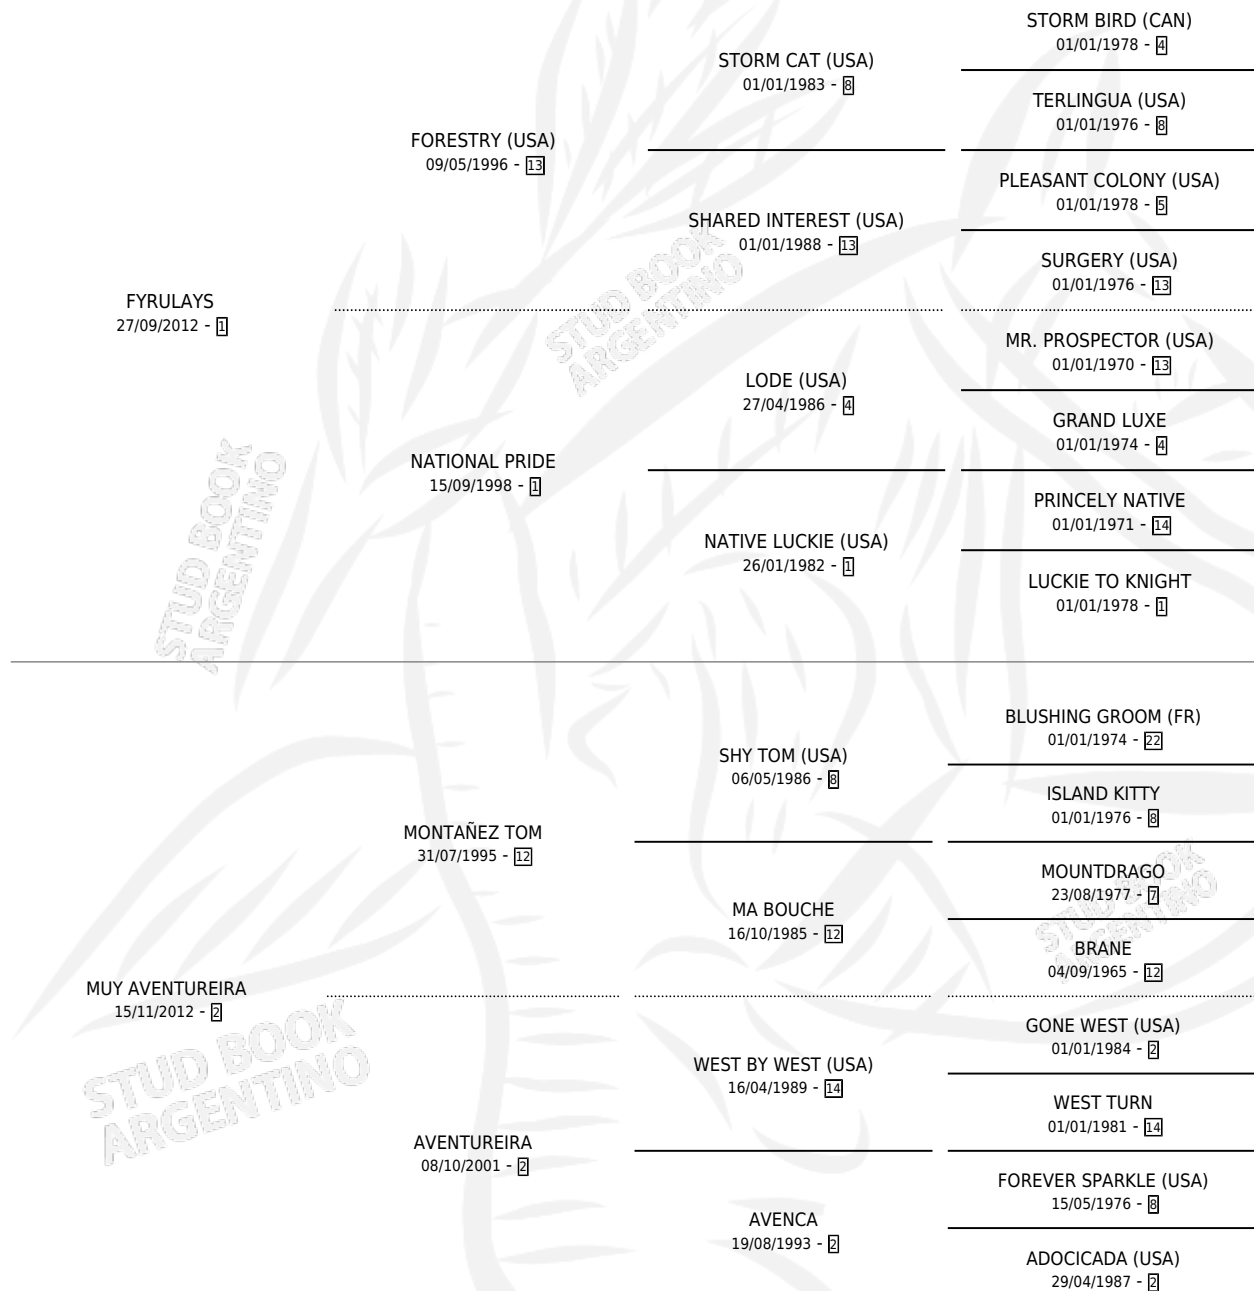 STORM BIRD (CAN)
01/01/1978 - 4
STORM CAT (USA)
01/01/1983 - 8
TERLINGUA (USA)
01/01/1976 - 8
FORESTRY (USA)
09/05/1996 - 13
PLEASANT COLONY (USA)
01/01/1978 - 5
SHARED INTEREST (USA)
01/01/1988 - 13
SURGERY (USA)
01/01/1976 - 13
FYRULAYS
27/09/2012 - 1
STUD BOOK
ARGENTINO
MR. PROSPECTOR (USA)
01/01/1970 - 13
LODE (USA)
27/04/1986 - 4
GRAND LUXE
01/01/1974 - 4
NATIONAL PRIDE
15/09/1998 - 1
PRINCELY NATIVE
01/01/1971 - 14
NATIVE LUCKIE (USA)
26/01/1982 - 1
LUCKIE TO KNIGHT
01/01/1978 - 1
STUD BOOK
ARGENTINO
BLUSHING GROOM (FR)
01/01/1974 - 22
SHY TOM (USA)
06/05/1986 - 8
ISLAND KITTY
01/01/1976 - 8
MONTAÑEZ TOM
31/07/1995 - 12
MOUNTDRAGO
23/08/1977 - 7
MA BOUCHE
16/10/1985 - 12
STUD BOOK
ARGENTINO
BRANE
04/09/1965 - 12
MUY AVENTUREIRA
15/11/2012 - 2
STUD BOOK
ARGENTINO
GONE WEST (USA)
01/01/1984 - 2
WEST BY WEST (USA)
16/04/1989 - 14
WEST TURN
01/01/1981 - 14
AVENTUREIRA
08/10/2001 - 2
FOREVER SPARKLE (USA)
15/05/1976 - 8
AVENCA
19/08/1993 - 2
ADOCICADA (USA)
29/04/1987 - 2